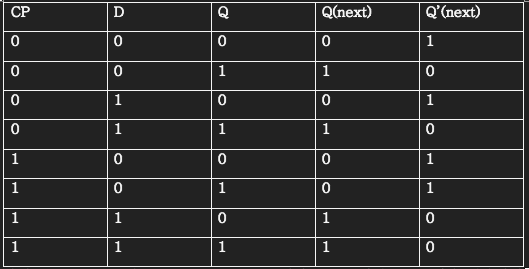 CP D Q Q(next) Q’(next)
0 0 0 0 1
0 0 1 1 0
0 1 0 0 1
0 1 1 1 0
1 0 0 0 1
1 0 1 0 1
1 1 0 1 0
1 1 1 1 0